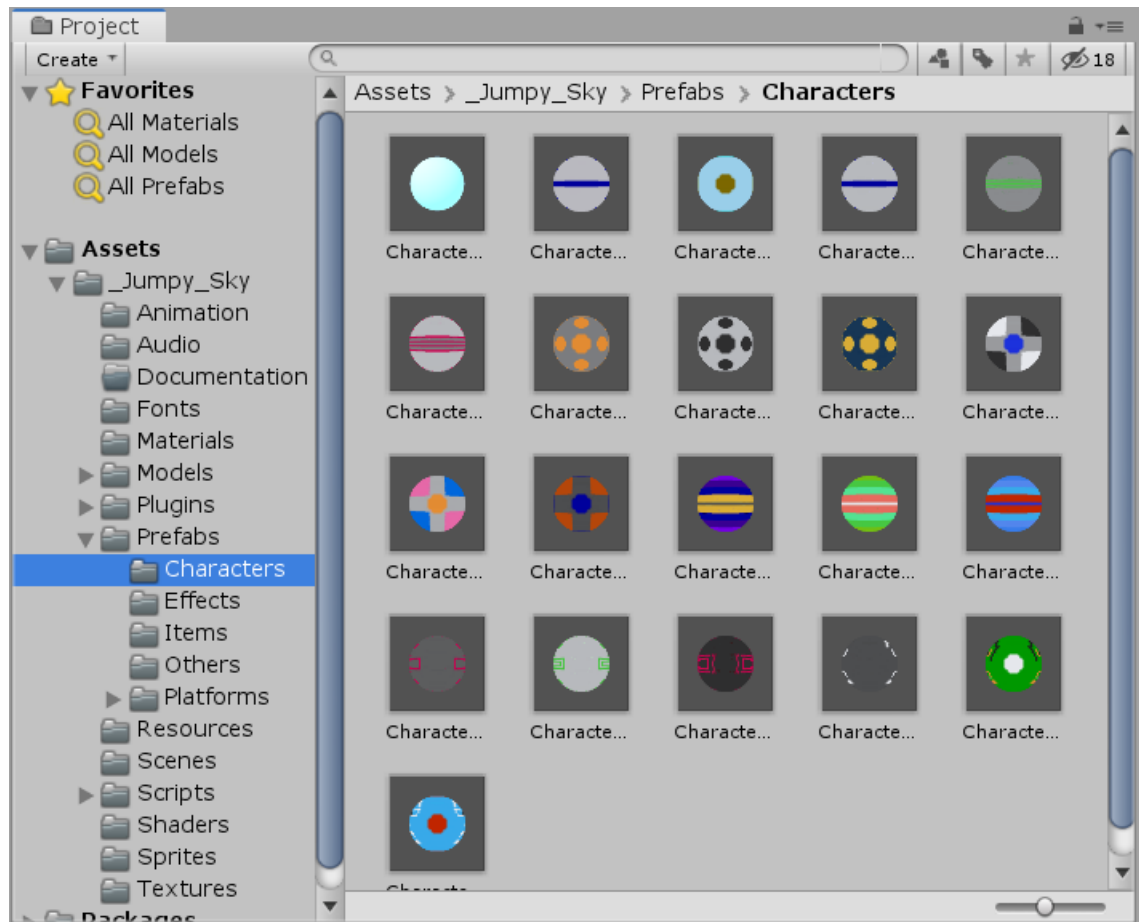 Project
Create
18
Favorites
All Materials
All Models
All Prefabs
Assets
_Jumpy_Sky
Animation
Audio
Documentation
Fonts
Materials
Models
Plugins
Prefabs
Characters
Effects
Items
Others
Platforms
Resources
Scenes
Scripts
Shaders
Sprites
Textures
Packages
Assets > _Jumpy_Sky > Prefabs > Characters
Characte... Characte... Characte... Characte... Characte...
Characte... Characte... Characte... Characte... Characte...
Characte... Characte... Characte... Characte... Characte...
Characte... Characte... Characte... Characte... Characte...
Characte...